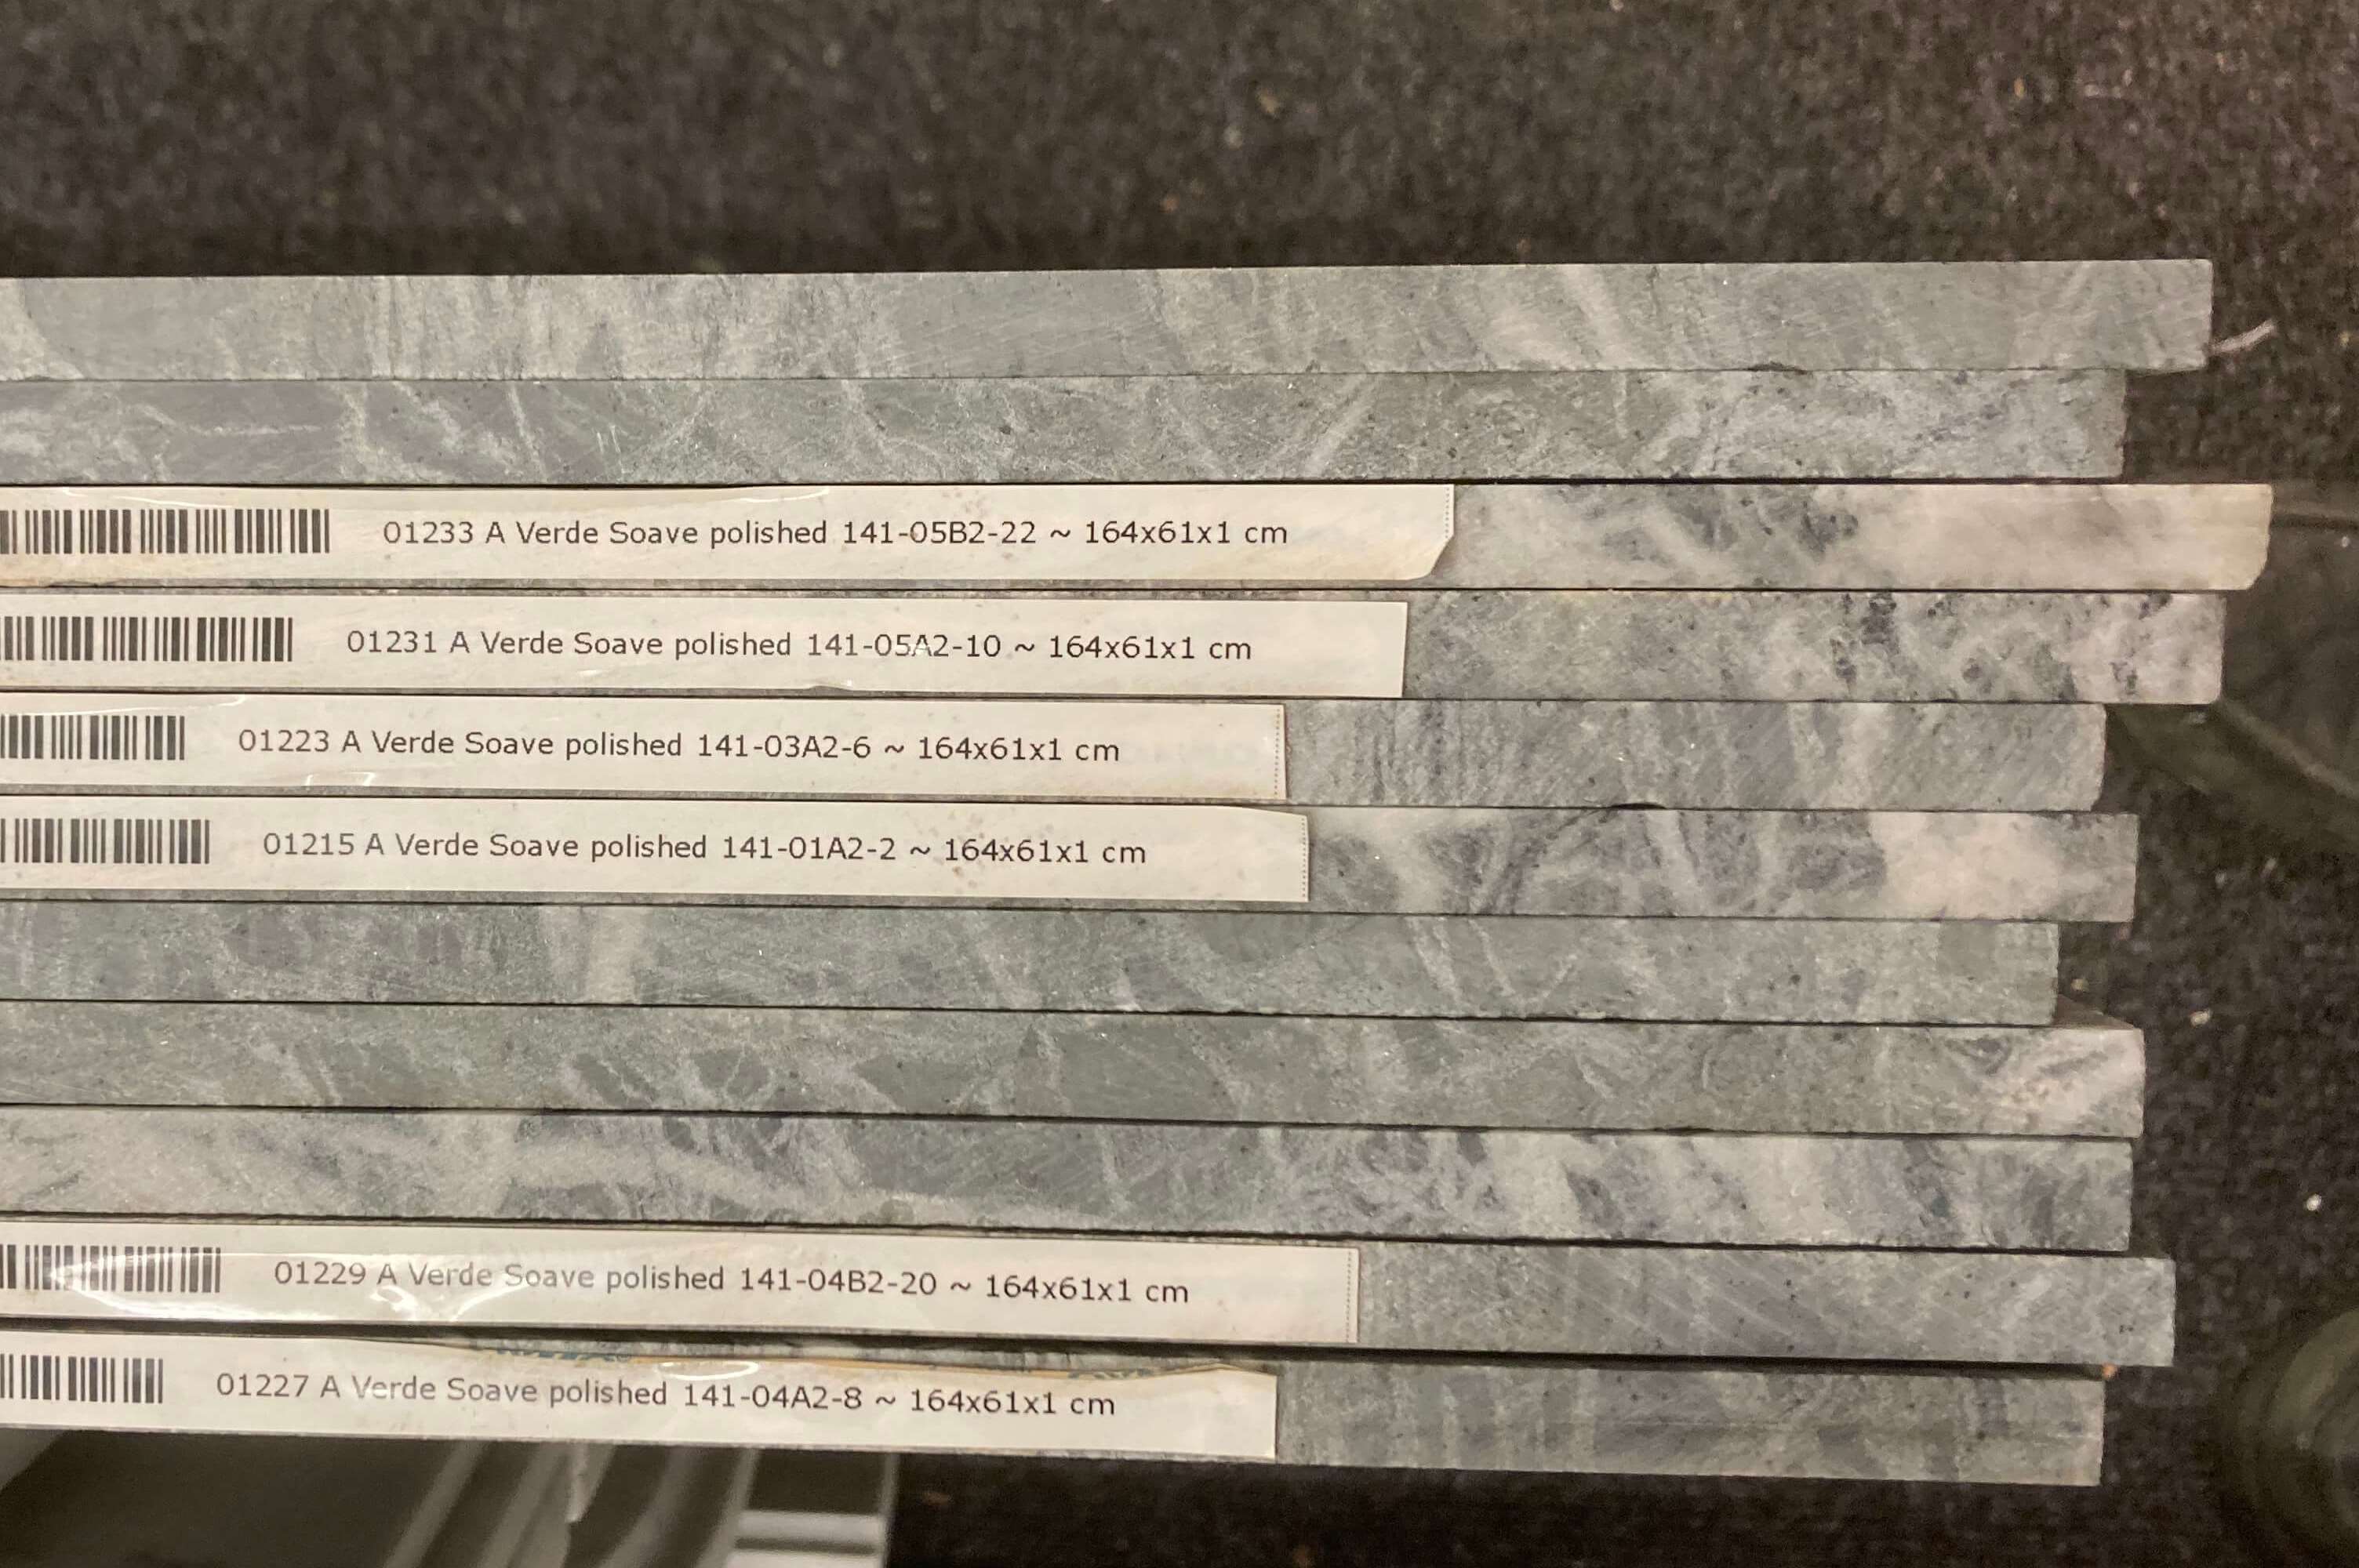 01233 A Verde Soave polished 141-05B2-22 ~ 164x61x1 cm
01231 A Verde Soave polished 141-05A2-10 ~ 164x61x1 cm
01223 A Verde Soave polished 141-03A2-6 ~ 164x61x1 cm
01215 A Verde Soave polished 141-01A2-2 ~ 164x61x1 cm
01229 A Verde Soave polished 141-04B2-20 ~ 164x61x1 cm
01227 A Verde Soave polished 141-04A2-8 ~ 164x61x1 cm